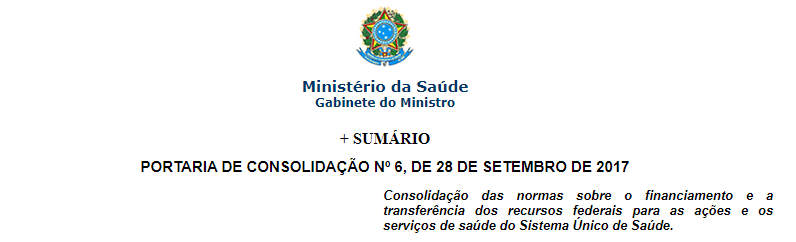 Ministério da Saúde
Gabinete do Ministro
+ SUMÁRIO
PORTARIA DE CONSOLIDAÇÃO Nº 6, DE 28 DE SETEMBRO DE 2017
Consolidação das normas sobre o financiamento e a
transferência dos recursos federais para as ações e os
serviços de saúde do Sistema Único de Saúde.